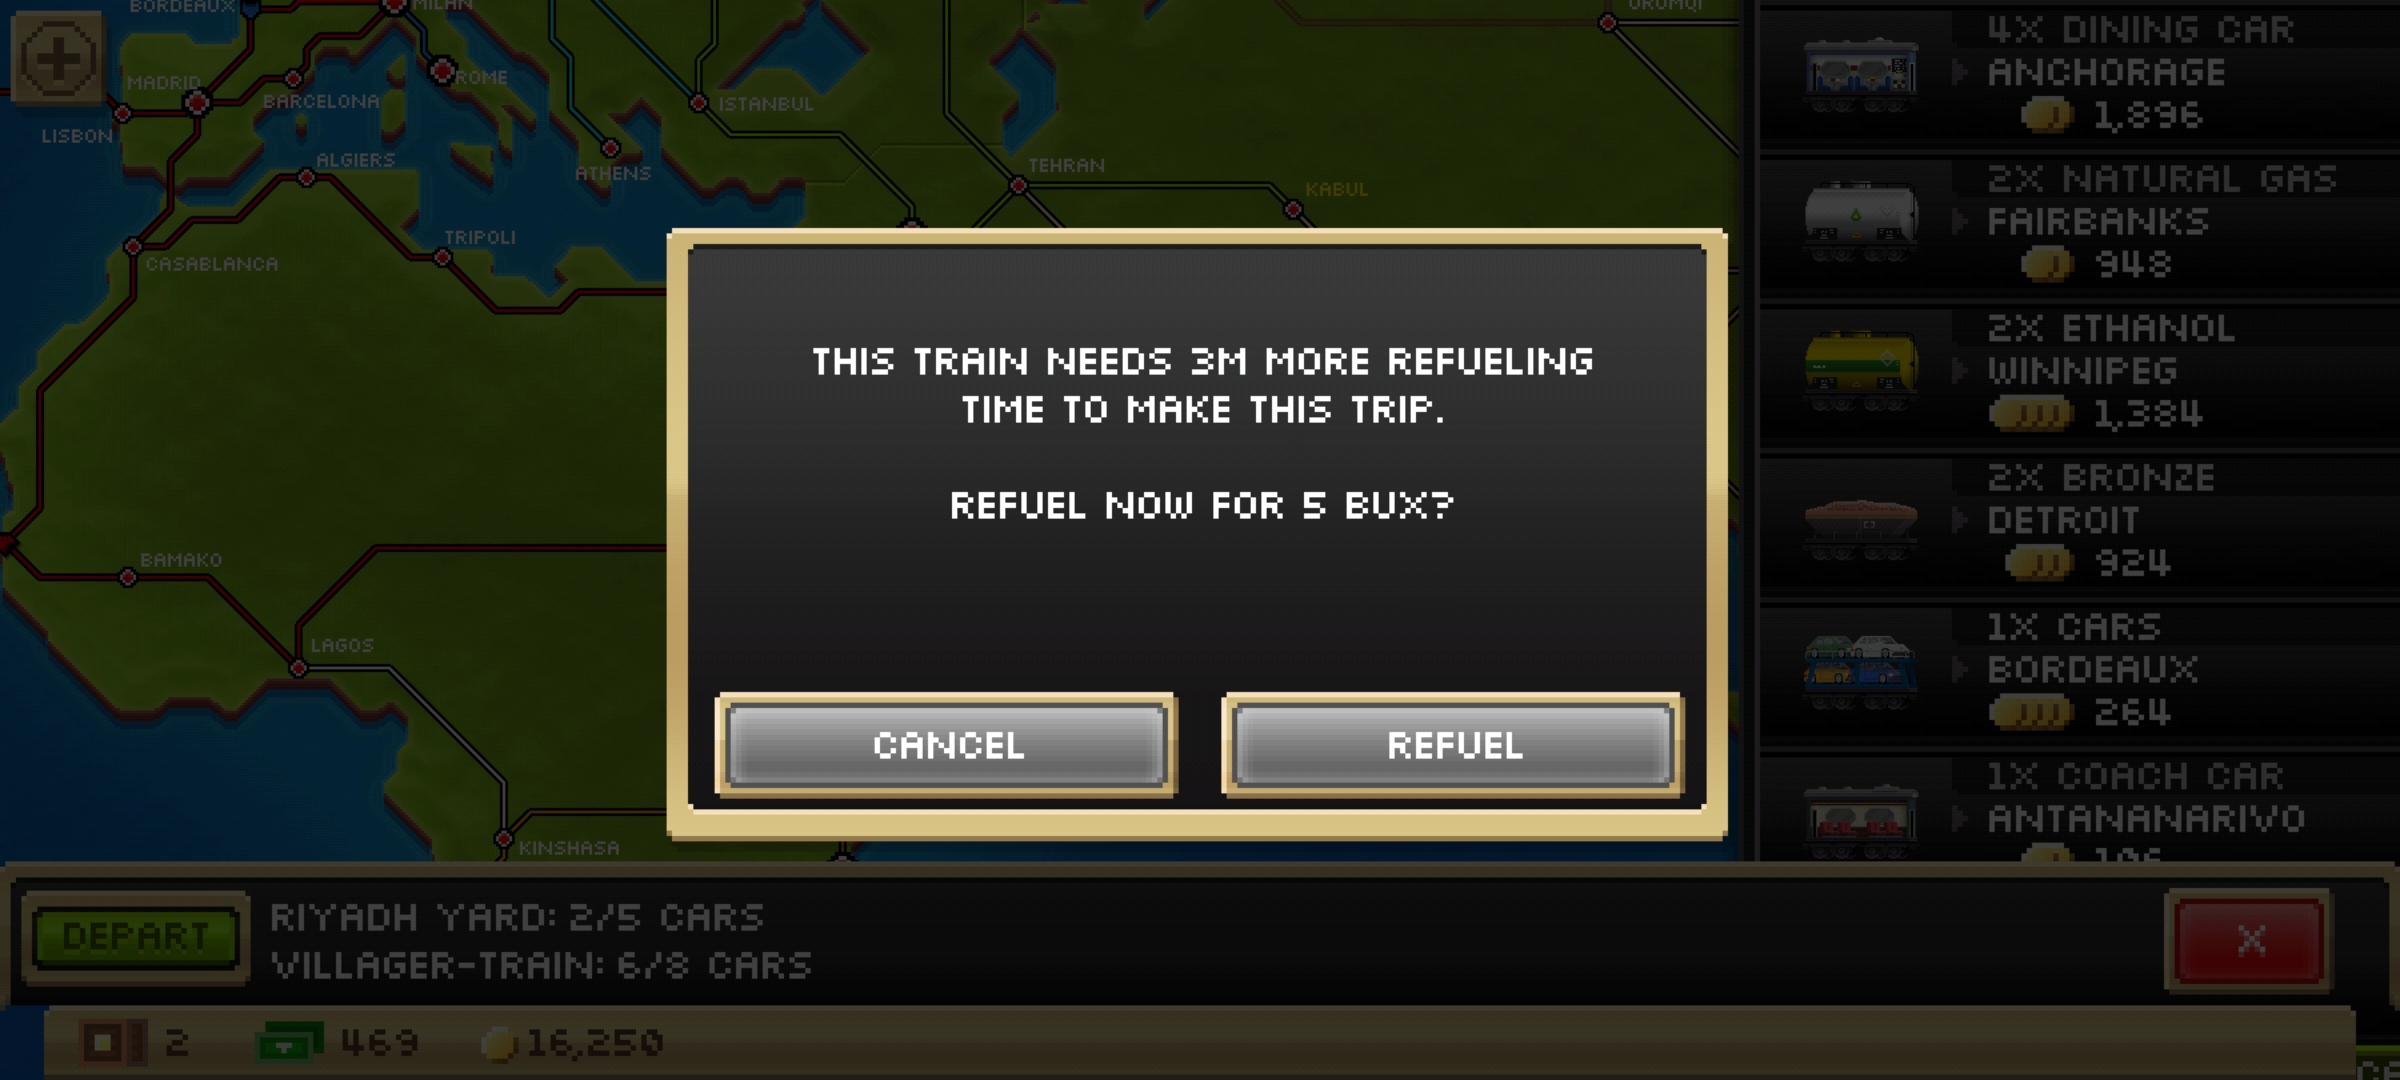 BORDEAUX
MILAN
MADRID
BARCELONA
ROME
LISBON
ISTANBUL
ALGIERS
ATHENS
TEHRAN
KABUL
TRIPOLI
CASABLANCA
BAMAKO
LAGOS
KINSHASA
URUMQI
THIS TRAIN NEEDS 3M MORE REFUELING
TIME TO MAKE THIS TRIP.
REFUEL NOW FOR 5 BUX?
CANCEL
REFUEL
4X DINING CAR
ANCHORAGE
1,896
2X NATURAL GAS
FAIRBANKS
948
2X ETHANOL
WINNIPEG
1,384
2X BRONZE
DETROIT
924
1X CARS
BORDEAUX
264
1X COACH CAR
ANTANANARIVO
106
DEPART
RIYADH YARD: 2/5 CARS
VILLAGER-TRAIN: 6/8 CARS
X
2
469
16,250